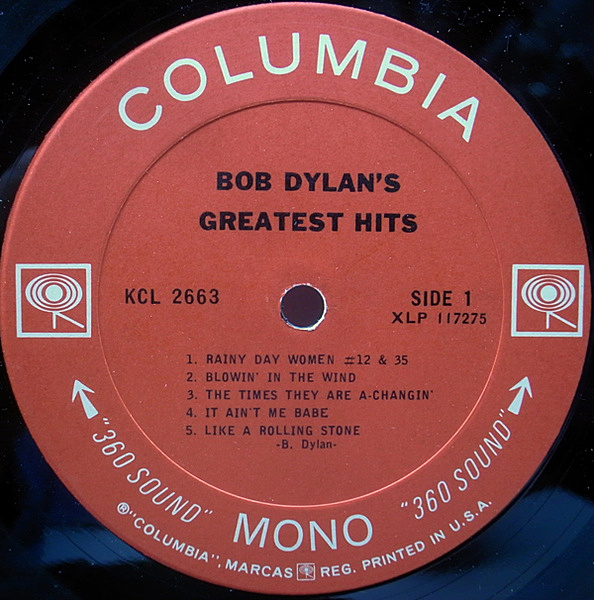 COLUMBIA
BOB DYLAN'S
GREATEST HITS
KCL 2663
SIDE 1
XLP 117275
1. RAINY DAY WOMEN #12 & 35
2. BLOWIN' IN THE WIND
3. THE TIMES THEY ARE A-CHANGIN'
4. IT AIN'T ME BABE
5. LIKE A ROLLING STONE
-B. Dylan-
"360 SOUND"
MONO
"360 SOUND"
®"COLUMBIA", MARCAS REG. PRINTED IN U.S.A.